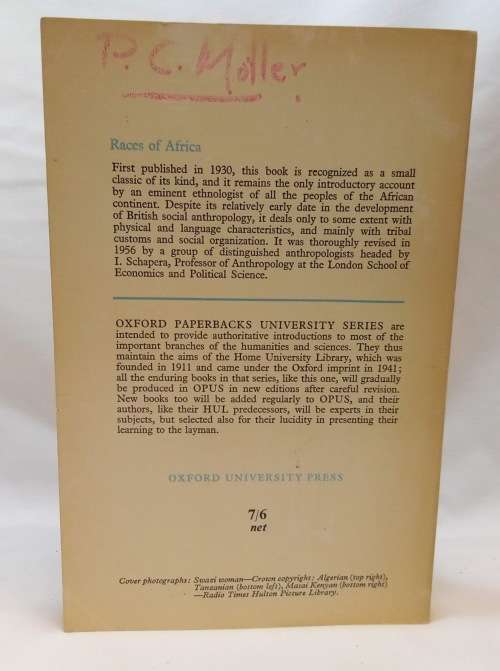 P. C. Moller
Races of Africa
First published in 1930, this book is recognized as a small
classic of its kind, and it remains the only introductory account
by an eminent ethnologist of all the peoples of the African
continent. Despite its relatively early date in the development
of British social anthropology, it deals only to some extent with
physical and language characteristics, and mainly with tribal
customs and social organization. It was thoroughly revised in
1956 by a group of distinguished anthropologists headed by
I. Schapera, Professor of Anthropology at the London School of
Economics and Political Science.
OXFORD PAPERBACKS UNIVERSITY SERIES are
intended to provide authoritative introductions to most of the
important branches of the humanities and sciences. They thus
maintain the aims of the Home University Library, which was
founded in 1911 and came under the Oxford imprint in 1941;
all the enduring books in that series, like this one, will gradually
be produced in OPUS in new editions after careful revision.
New books too will be added regularly to OPUS, and their
authors, like their HUL predecessors, will be experts in their
subjects, but selected also for their lucidity in presenting their
learning to the layman.
OXFORD UNIVERSITY PRESS
7/6
net
Cover photographs: Swazi woman—Crown copyright: Algerian (top right),
Tanzanian (bottom left), Masai Kenyan (bottom right)
—Radio Times Hulton Picture Library.